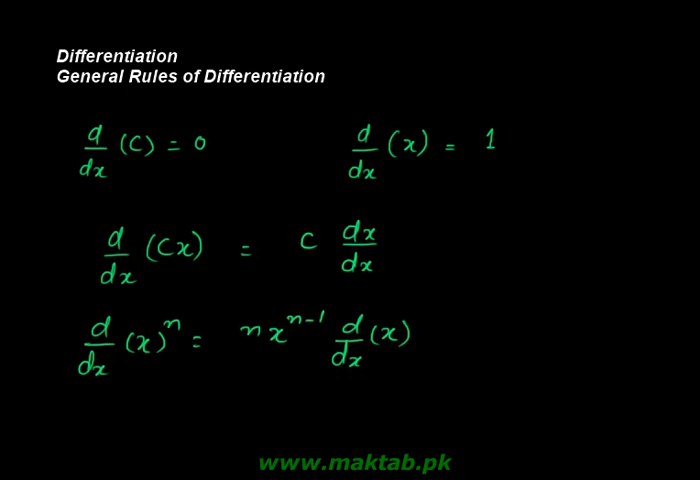 Differentiation
General Rules of Differentiation
d/dx (C) = 0    d/dx (x) = 1
d/dx (Cx) = C dx/dx
d/dx (x)^n = n x^(n-1) d/dx (x)
www.maktab.pk